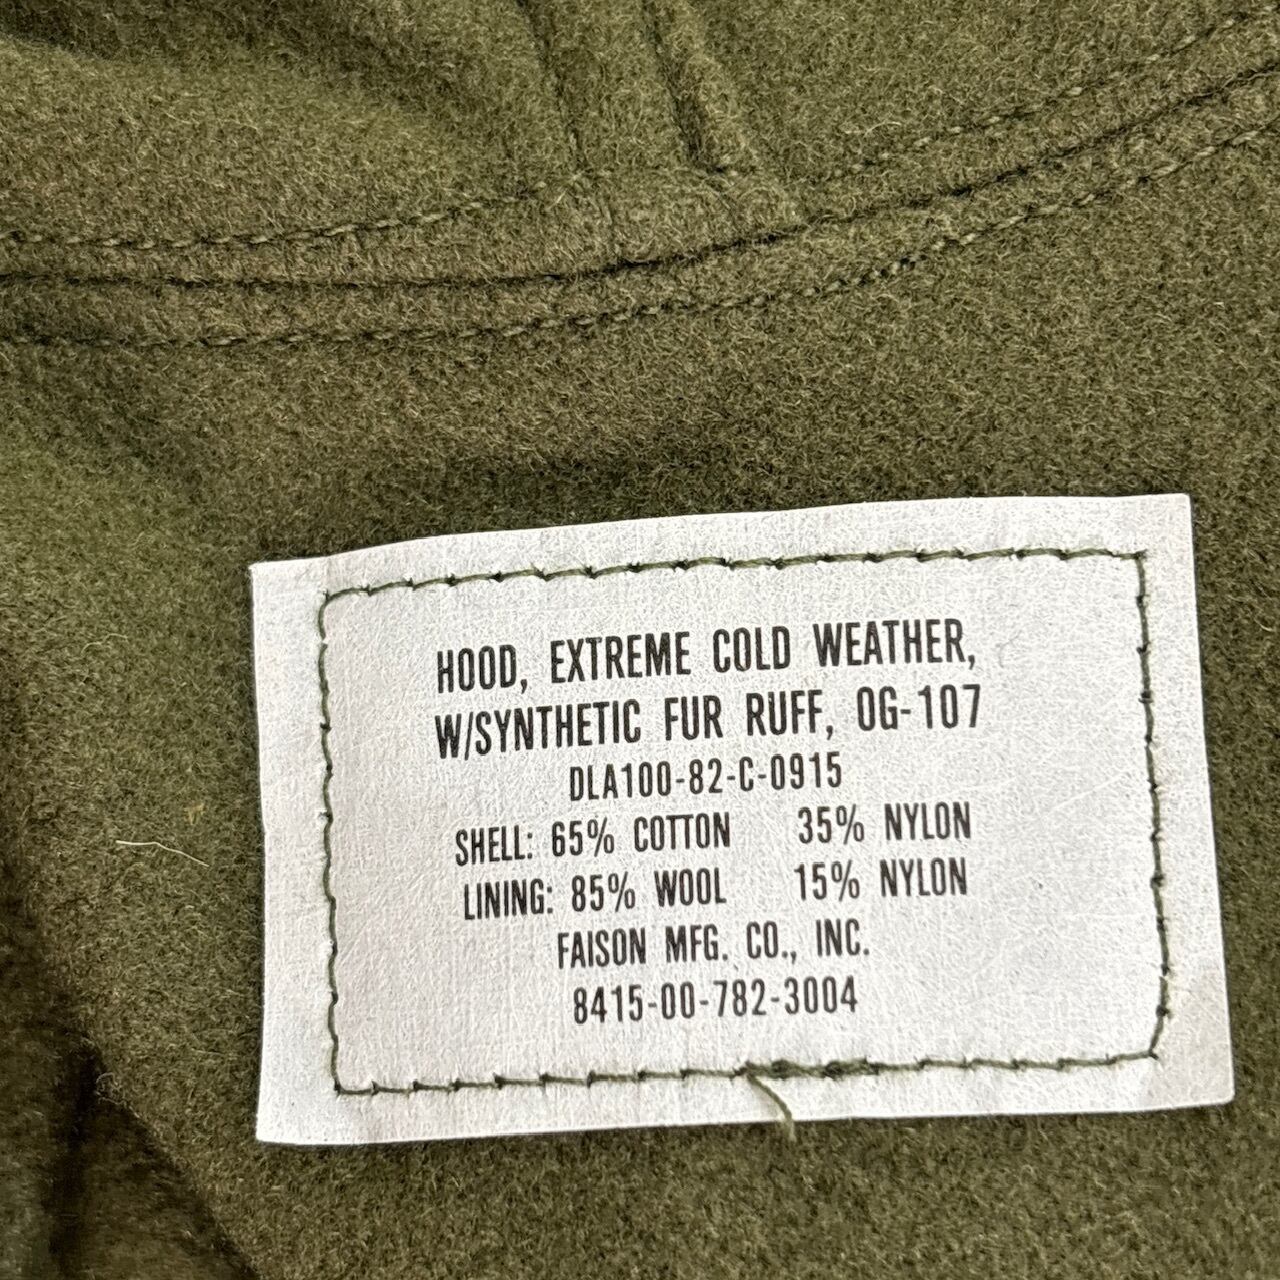 HOOD, EXTREME COLD WEATHER,
W/SYNTHETIC FUR RUFF, OG-107
DLA100-82-C-0915
SHELL: 65% COTTON 35% NYLON
LINING: 85% WOOL 15% NYLON
FAISON MFG. CO., INC.
8415-00-782-3004